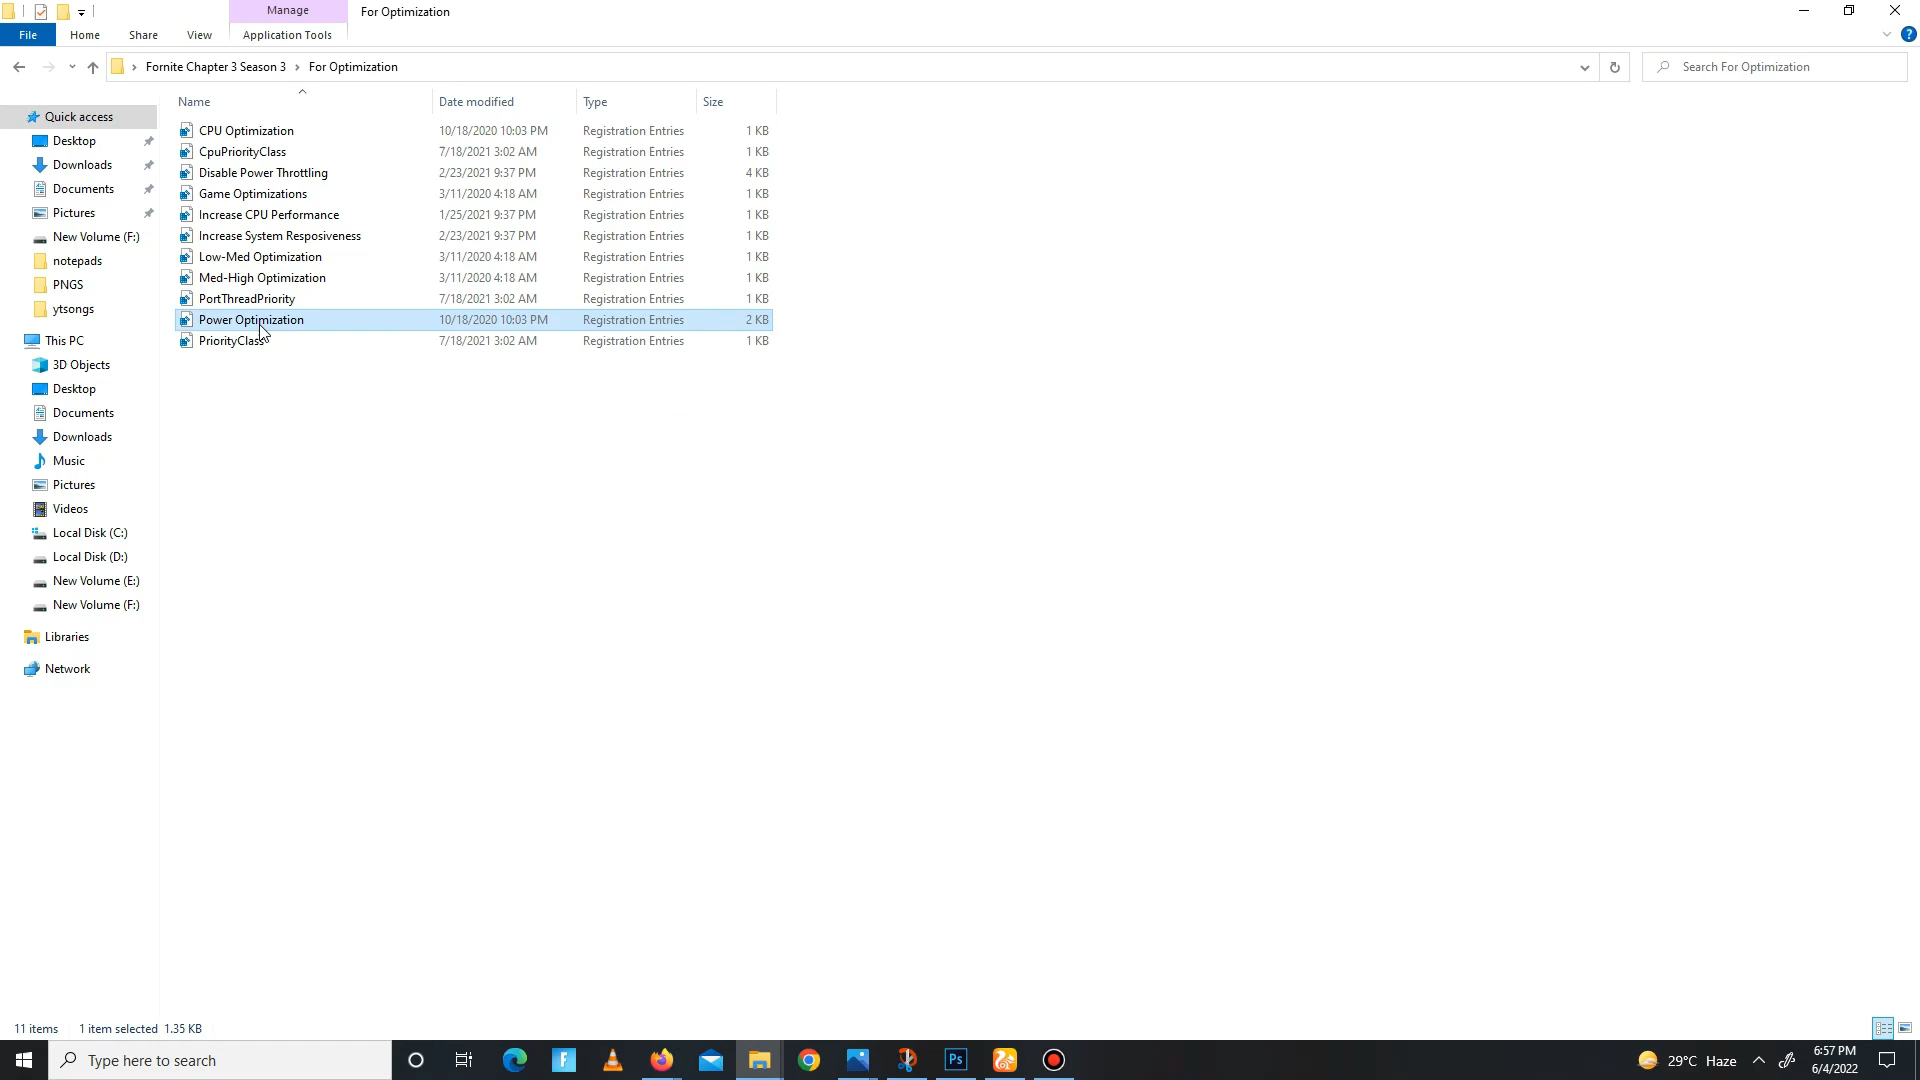 Manage
For Optimization
File
Home
Share
View
Application Tools
?
Fornite Chapter 3 Season 3 > For Optimization
Search For Optimization
Name Date modified Type Size
Quick access
Desktop
Downloads
Documents
Pictures
New Volume (F:)
notepads
PNGS
ytsongs
This PC
3D Objects
Desktop
Documents
Downloads
Music
Pictures
Videos
Local Disk (C:)
Local Disk (D:)
New Volume (E:)
New Volume (F:)
Libraries
Network
CPU Optimization 10/18/2020 10:03 PM Registration Entries 1 KB
CpuPriorityClass 7/18/2021 3:02 AM Registration Entries 1 KB
Disable Power Throttling 2/23/2021 9:37 PM Registration Entries 4 KB
Game Optimizations 3/11/2020 4:18 AM Registration Entries 1 KB
Increase CPU Performance 1/25/2021 9:37 PM Registration Entries 1 KB
Increase System Resposiveness 2/23/2021 9:37 PM Registration Entries 1 KB
Low-Med Optimization 3/11/2020 4:18 AM Registration Entries 1 KB
Med-High Optimization 3/11/2020 4:18 AM Registration Entries 1 KB
PortThreadPriority 7/18/2021 3:02 AM Registration Entries 1 KB
Power Optimization 10/18/2020 10:03 PM Registration Entries 2 KB
PriorityClass 7/18/2021 3:02 AM Registration Entries 1 KB
11 items 1 item selected 1.35 KB
Type here to search
Ps
29°C Haze
6:57 PM
6/4/2022